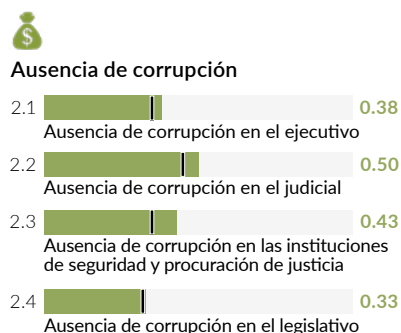 $
Ausencia de corrupción
2.1 0.38
Ausencia de corrupción en el ejecutivo
2.2 0.50
Ausencia de corrupción en el judicial
2.3 0.43
Ausencia de corrupción en las instituciones
de seguridad y procuración de justicia
2.4 0.33
Ausencia de corrupción en el legislativo